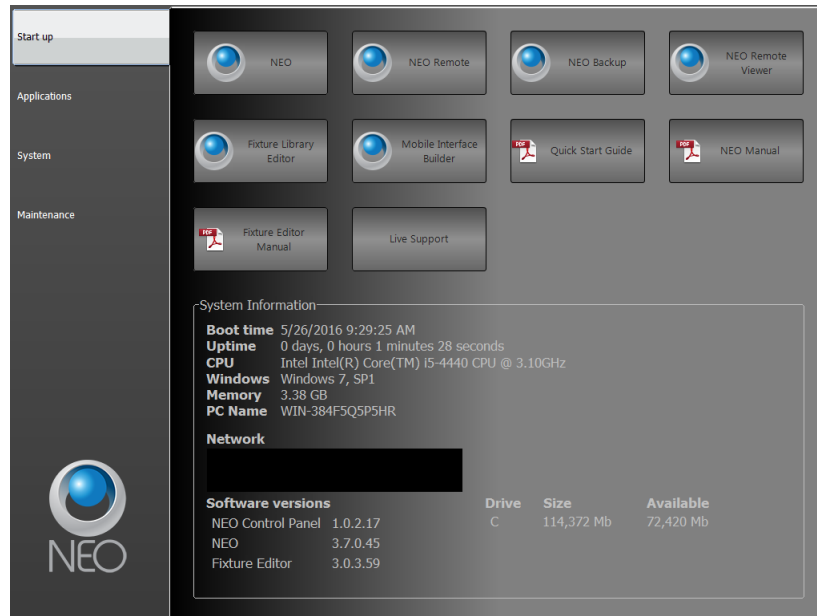 Start up
Applications
System
Maintenance
NEO
NEO
NEO Remote
NEO Backup
NEO Remote
Viewer
Fixture Library
Editor
Mobile Interface
Builder
PDF
Quick Start Guide
PDF
NEO Manual
PDF
Fixture Editor
Manual
Live Support
System Information
Boot time 5/26/2016 9:29:25 AM
Uptime 0 days, 0 hours 1 minutes 28 seconds
CPU Intel Intel(R) Core(TM) i5-4440 CPU @ 3.10GHz
Windows Windows 7, SP1
Memory 3.38 GB
PC Name WIN-384F5Q5P5HR
Network
Software versions Drive Size Available
NEO Control Panel 1.0.2.17 C 114,372 Mb 72,420 Mb
NEO 3.7.0.45
Fixture Editor 3.0.3.59